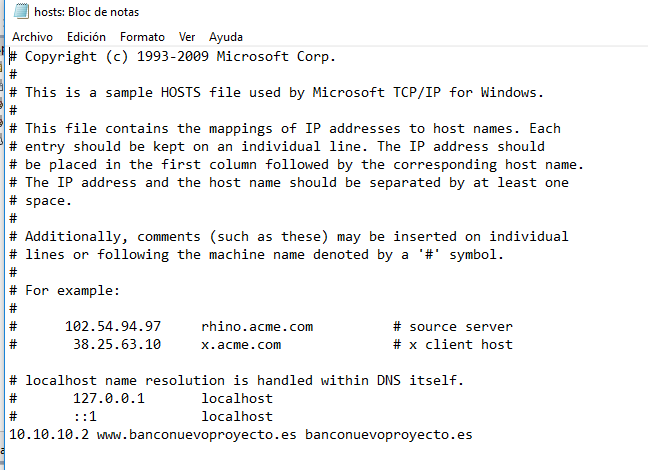 hosts: Bloc de notas
Archivo Edición Formato Ver Ayuda
# Copyright (c) 1993-2009 Microsoft Corp.
#
# This is a sample HOSTS file used by Microsoft TCP/IP for Windows.
#
# This file contains the mappings of IP addresses to host names. Each
# entry should be kept on an individual line. The IP address should
# be placed in the first column followed by the corresponding host name.
# The IP address and the host name should be separated by at least one
# space.
#
# Additionally, comments (such as these) may be inserted on individual
# lines or following the machine name denoted by a '#' symbol.
#
# For example:
#
#      102.54.94.97     rhino.acme.com          # source server
#       38.25.63.10     x.acme.com              # x client host

# localhost name resolution is handled within DNS itself.
#       127.0.0.1       localhost
#       ::1             localhost
10.10.10.2 www.banconuevoproyecto.es banconuevoproyecto.es